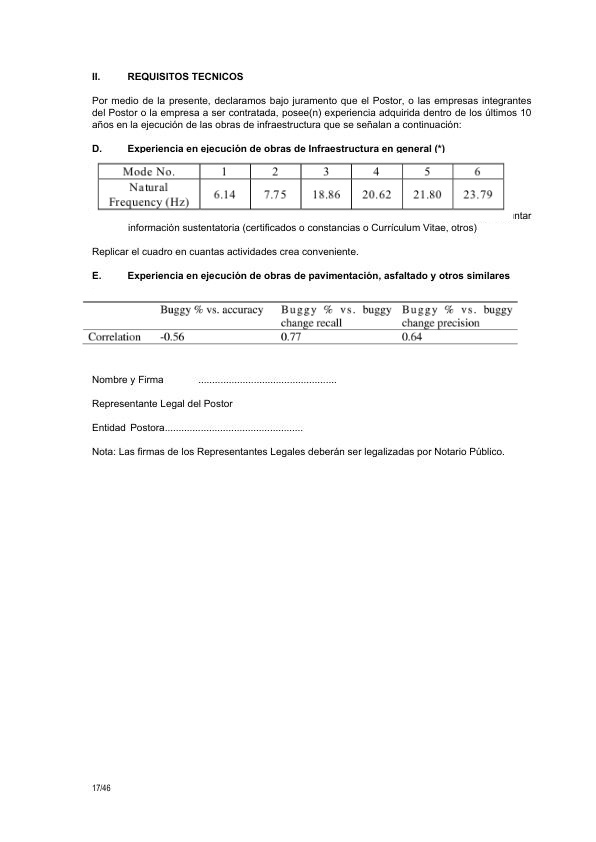 II. REQUISITOS TECNICOS
Por medio de la presente, declaramos bajo juramento que el Postor, o las empresas integrantes
del Postor o la empresa a ser contratada, posee(n) experiencia adquirida dentro de los últimos 10
años en la ejecución de las obras de infraestructura que se señalan a continuación:
D. Experiencia en ejecución de obras de Infraestructura en general (*)
Mode No. 1 2 3 4 5 6
Natural
Frequency (Hz) 6.14 7.75 18.86 20.62 21.80 23.79
información sustentatoria (certificados o constancias o Currículum Vitae, otros)
Replicar el cuadro en cuantas actividades crea conveniente.
E. Experiencia en ejecución de obras de pavimentación, asfaltado y otros similares
Buggy % vs. accuracy Buggy % vs. buggy Buggy % vs. buggy
change recall change precision
Correlation -0.56 0.77 0.64
Nombre y Firma ..................................................
Representante Legal del Postor
Entidad Postora..................................................
Nota: Las firmas de los Representantes Legales deberán ser legalizadas por Notario Público.
17/46